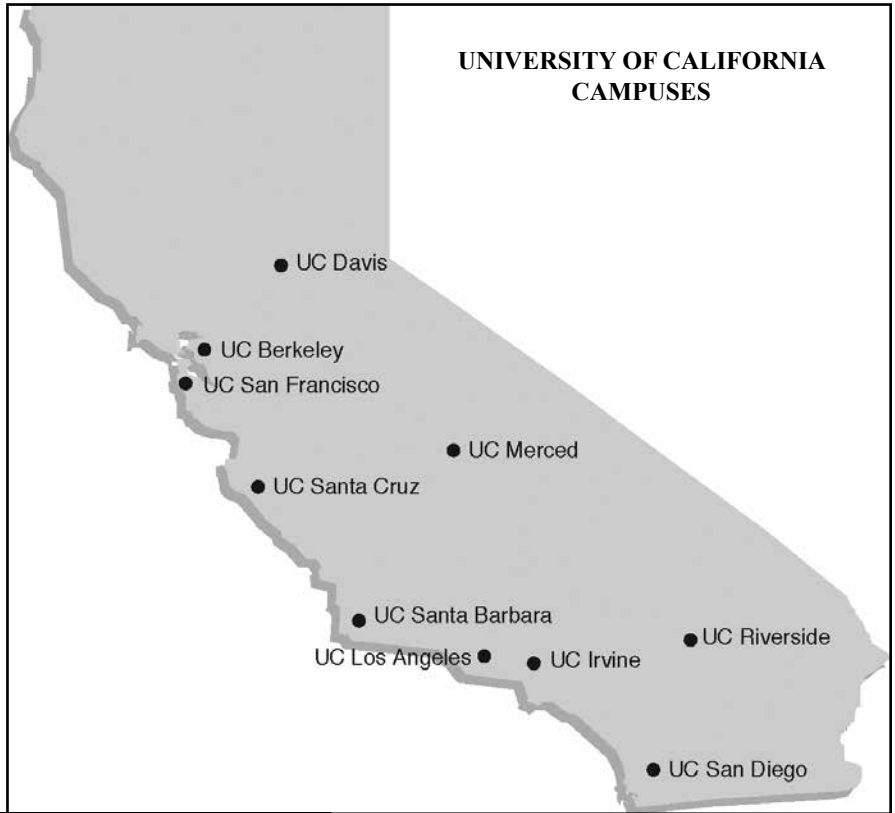 UNIVERSITY OF CALIFORNIA
CAMPUSES
UC Davis
UC Berkeley
UC San Francisco
UC Merced
UC Santa Cruz
UC Santa Barbara
UC Riverside
UC Los Angeles
UC Irvine
UC San Diego